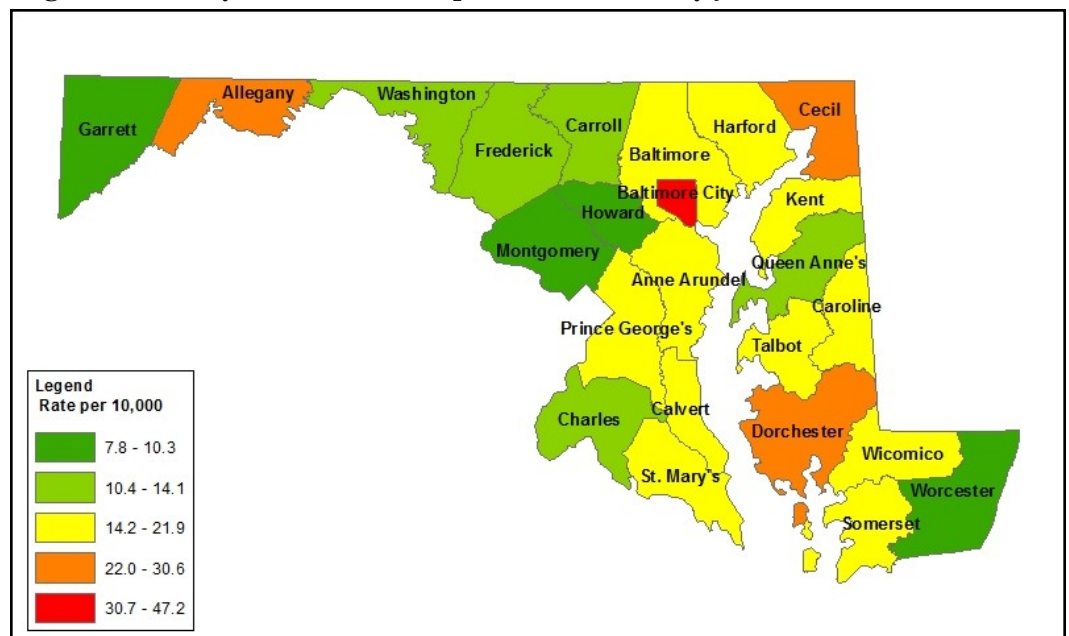 Allegany
Washington
Cecil
Garrett
Carroll
Harford
Frederick
Baltimore
Baltimore City
Kent
Howard
Montgomery
Queen Anne's
Anne Arundel
Caroline
Prince George's
Talbot
Legend
Rate per 10,000
7.8 - 10.3
10.4 - 14.1
14.2 - 21.9
22.0 - 30.6
30.7 - 47.2
Charles
Calvert
Dorchester
Wicomico
St. Mary"s
Worcester
Somerset